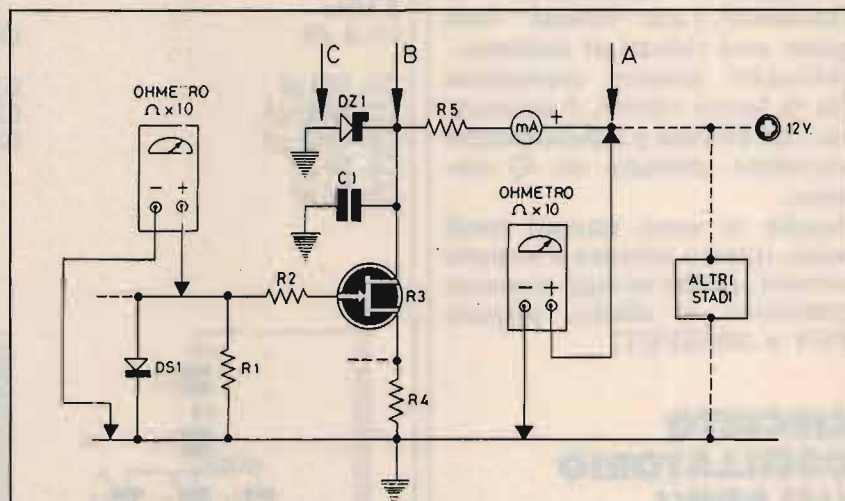 C
B
A
OHMETRO
Ω x 10
DZ1
R5
mA
+
12 V.
C1
OHMETRO
Ω x 10
- +
- +
R2
R3
ALTRI
STADI
DS1
R1
R4